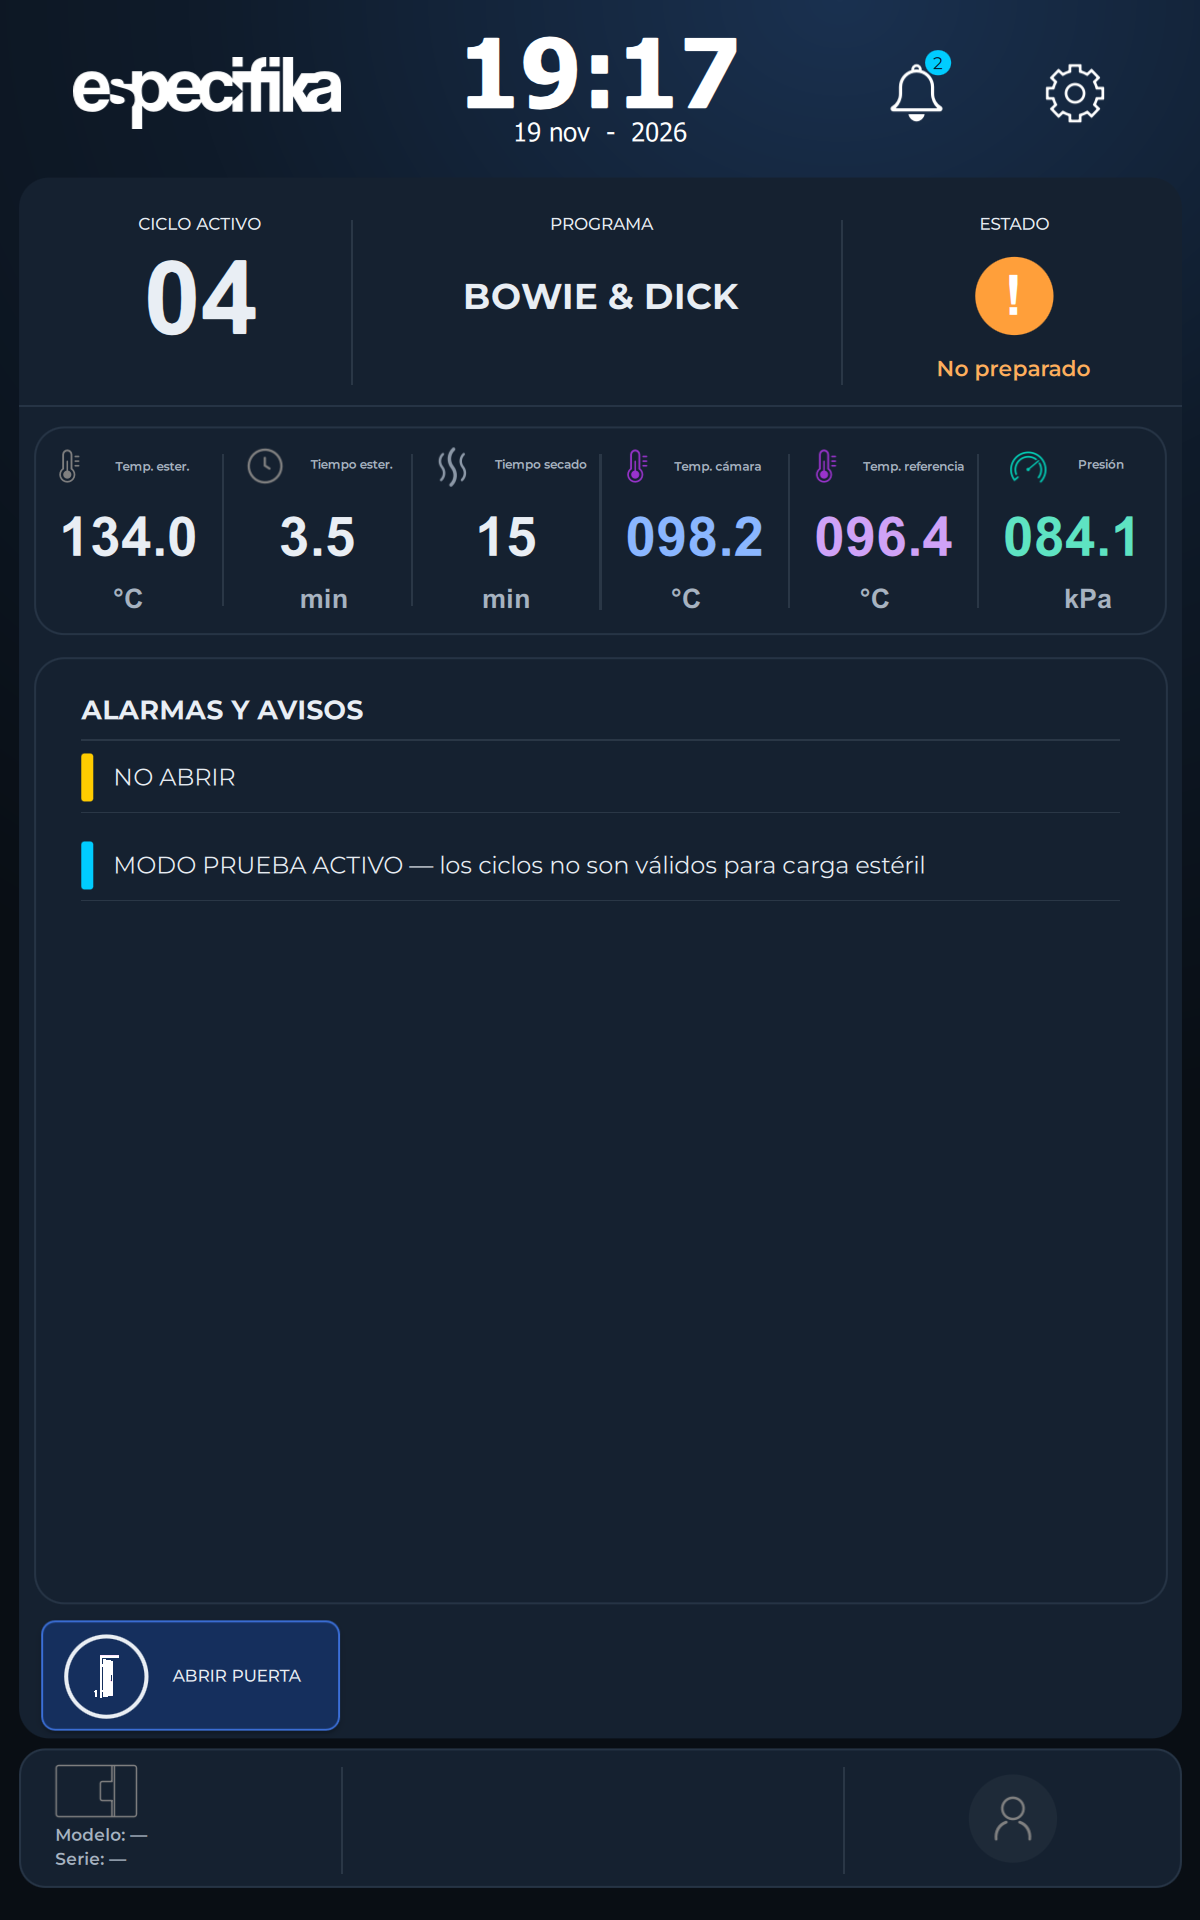 especifika
19:17
19 nov - 2026
2
CICLO ACTIVO
04
PROGRAMA
BOWIE & DICK
ESTADO
!
No preparado
Temp. ester.
134.0
°C
Tiempo ester.
3.5
min
Tiempo secado
15
min
Temp. cámara
098.2
°C
Temp. referencia
096.4
°C
Presión
084.1
kPa
ALARMAS Y AVISOS
NO ABRIR
MODO PRUEBA ACTIVO — los ciclos no son válidos para carga estéril
ABRIR PUERTA
Modelo: —
Serie: —